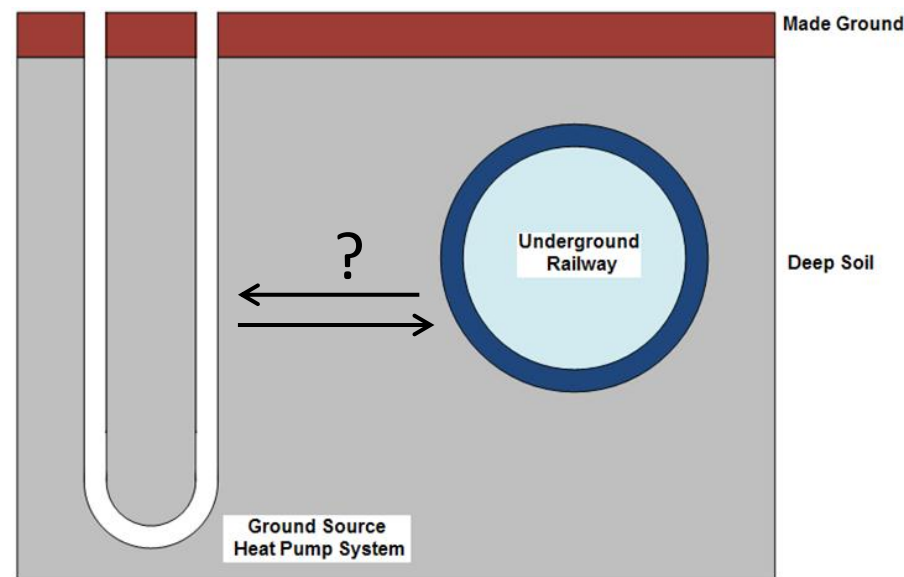 Made Ground
?
Underground
Railway
Deep Soil
Ground Source
Heat Pump System